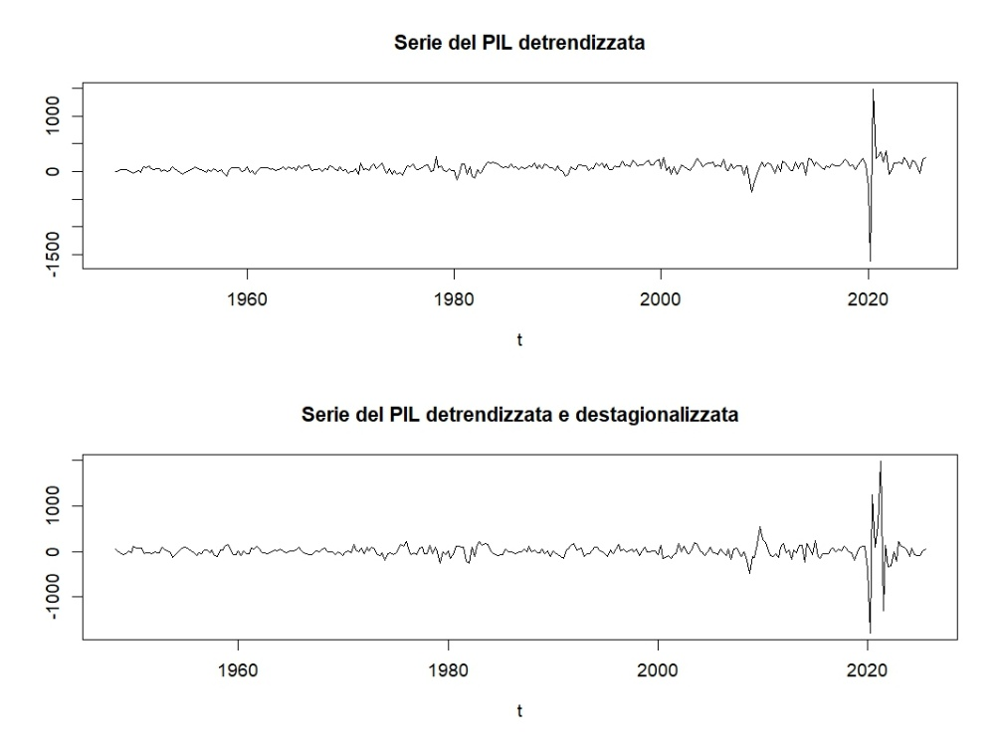 Serie del PIL detrendizzata
1000
0
-1500
1960 1980 2000 2020
t
Serie del PIL detrendizzata e destagionalizzata
1000
0
-1000
1960 1980 2000 2020
t